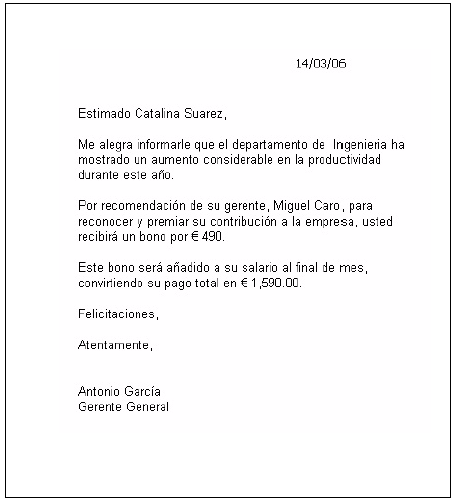 14/03/06
Estimado Catalina Suarez,
Me alegra informarle que el departamento de Ingenieria ha
mostrado un aumento considerable en la productividad
durante este año.
Por recomendación de su gerente, Miguel Caro, para
reconocer y premiar su contribución a la empresa, usted
recibirá un bono por € 490.
Este bono será añadido a su salario al final de mes,
convirtiendo su pago total en € 1,590.00.
Felicitaciones,
Atentamente,
Antonio García
Gerente General